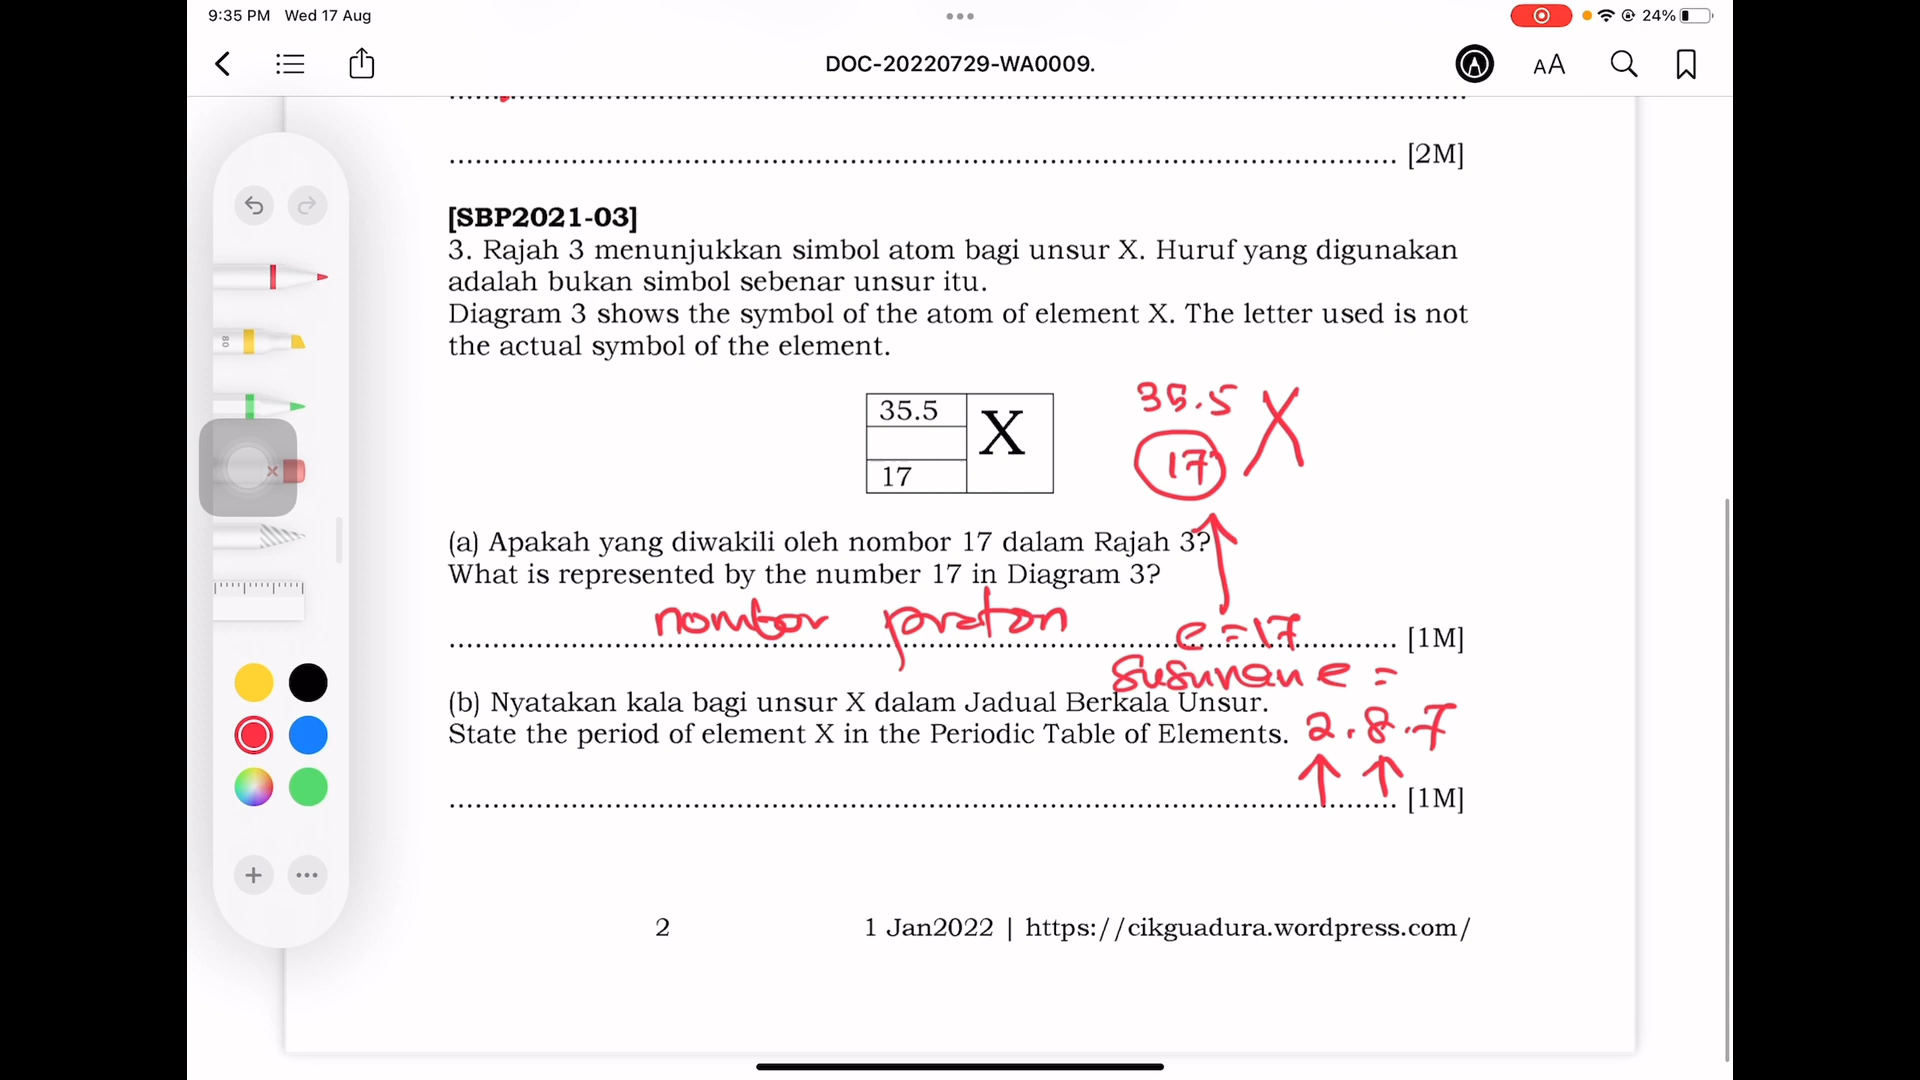 9:35 PM Wed 17 Aug
24%
DOC-20220729-WA0009.
AA
[2M]
[SBP2021-03]
3. Rajah 3 menunjukkan simbol atom bagi unsur X. Huruf yang digunakan
adalah bukan simbol sebenar unsur itu.
Diagram 3 shows the symbol of the atom of element X. The letter used is not
the actual symbol of the element.
80
35.5
X
17
35.5
17
X
(a) Apakah yang diwakili oleh nombor 17 dalam Rajah 3?
What is represented by the number 17 in Diagram 3?
nombor proton
e = 17
[1M]
susunan e =
(b) Nyatakan kala bagi unsur X dalam Jadual Berkala Unsur.
State the period of element X in the Periodic Table of Elements.
2.8.7
[1M]
2
1 Jan2022 | https://cikguadura.wordpress.com/